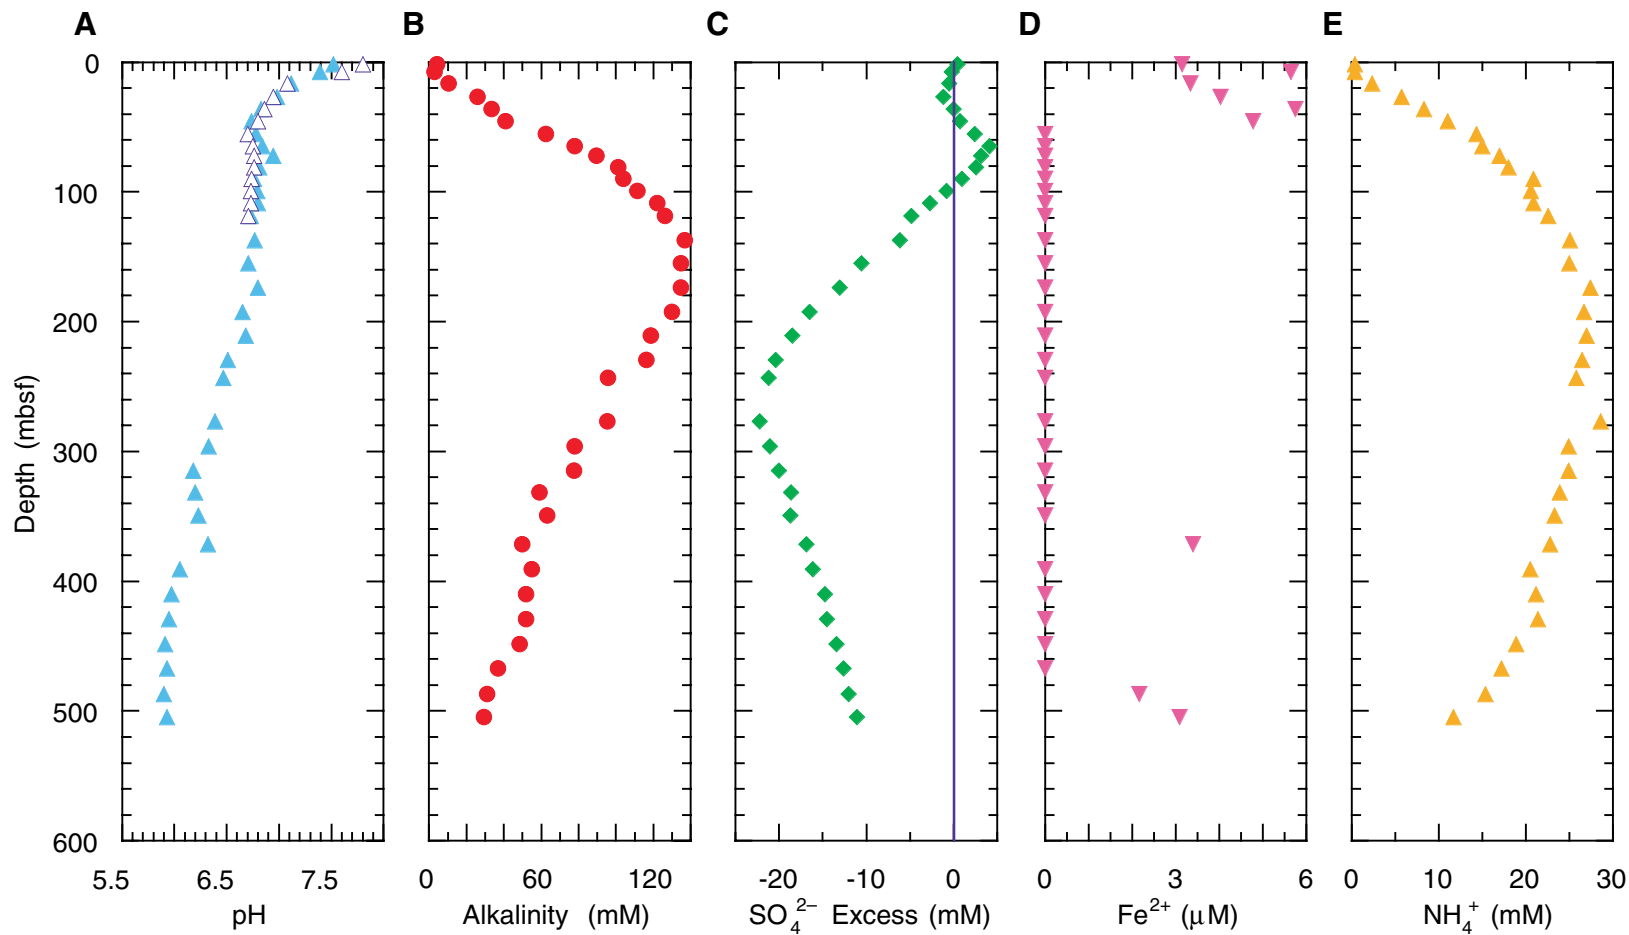 A B C D E
0
100
200
300
400
500
600
Depth (mbsf)
5.5 6.5 7.5 0 60 120 -20 -10 0 0 3 6 0 10 20 30
pH Alkalinity (mM) SO₄²⁻ Excess (mM) Fe²⁺ (μM) NH₄⁺ (mM)